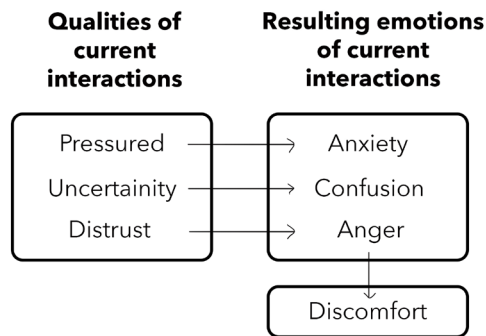 Qualities of
current
interactions
Resulting emotions
of current
interactions
Pressured
Uncertainity
Distrust
Anxiety
Confusion
Anger
Discomfort